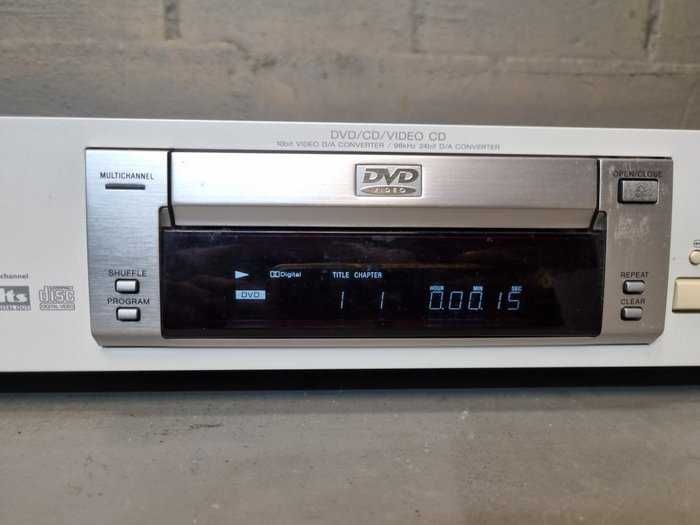 DVD/CD/VIDEO CD
10bit VIDEO D/A CONVERTER / 96kHz 24bit D/A CONVERTER
MULTICHANNEL
DVD
VIDEO
OPEN/CLOSE
channel
dts
disc
DIGITAL VIDEO
SHUFFLE
PROGRAM
Digital
TITLE CHAPTER
HOUR MIN SEC
DVD
1 1 0.00.15
REPEAT
CLEAR